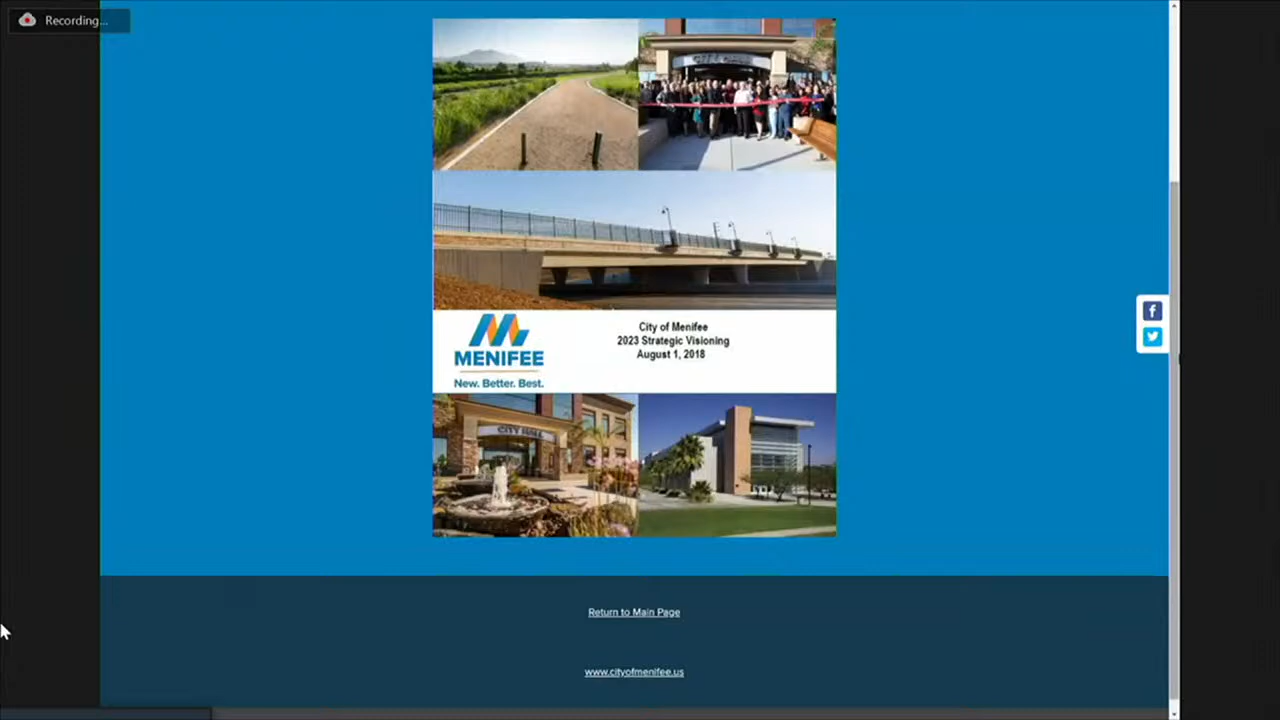 Recording...
CITY HALL
City of Menifee
2023 Strategic Visioning
August 1, 2018
MENIFEE
New. Better. Best.
CITY HALL
Return to Main Page
www.cityofmenifee.us